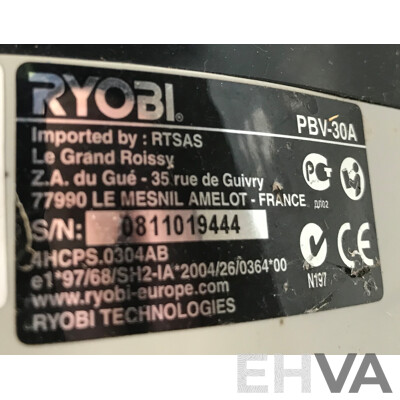 RYOBI®
PBV-30A
Imported by : RTSAS
Le Grand Roissy
Z.A. du Gué - 35 rue de Guivry
77990 LE MESNIL AMELOT - FRANCE
S/N: 0811019444
4HCPS.0304AB
e1*97/68/SH2-IA*2004/26/0364*00
www.ryobi-europe.com
RYOBI TECHNOLOGIES
N197
EHVA